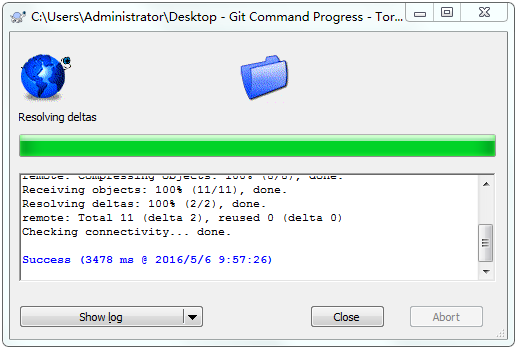 C:\Users\Administrator\Desktop - Git Command Progress - Tor...
Resolving deltas
remote: Compressing objects: 100% (8/8), done.
Receiving objects: 100% (11/11), done.
Resolving deltas: 100% (2/2), done.
remote: Total 11 (delta 2), reused 0 (delta 0)
Checking connectivity... done.
Success (3478 ms @ 2016/5/6 9:57:26)
Show log
Close
Abort